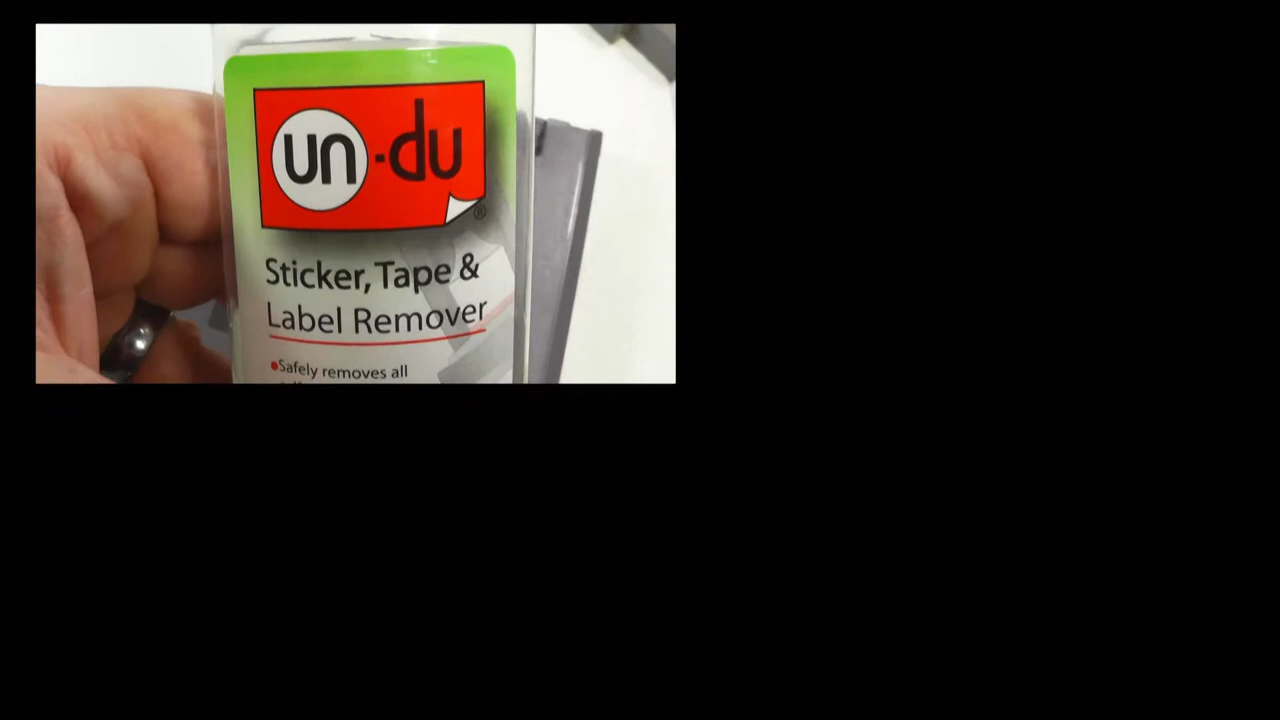 un-du®
Sticker, Tape &
Label Remover
•Safely removes all